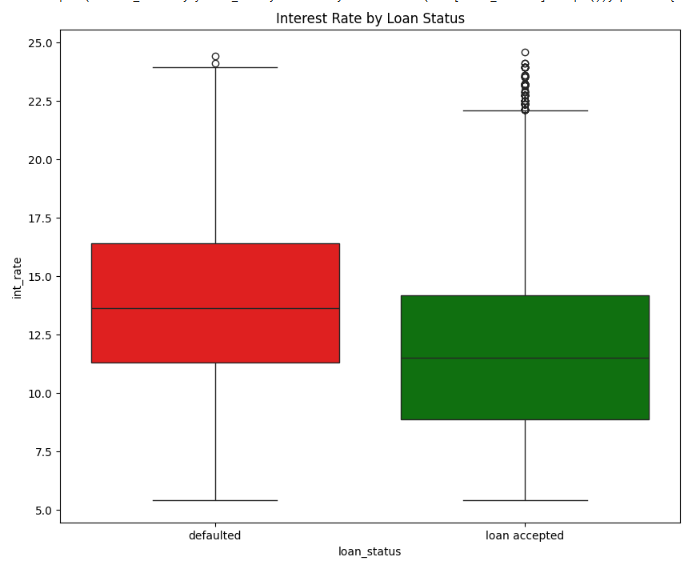 Interest Rate by Loan Status
25.0
22.5
20.0
17.5
15.0
12.5
10.0
7.5
5.0
int_rate
defaulted
loan accepted
loan_status